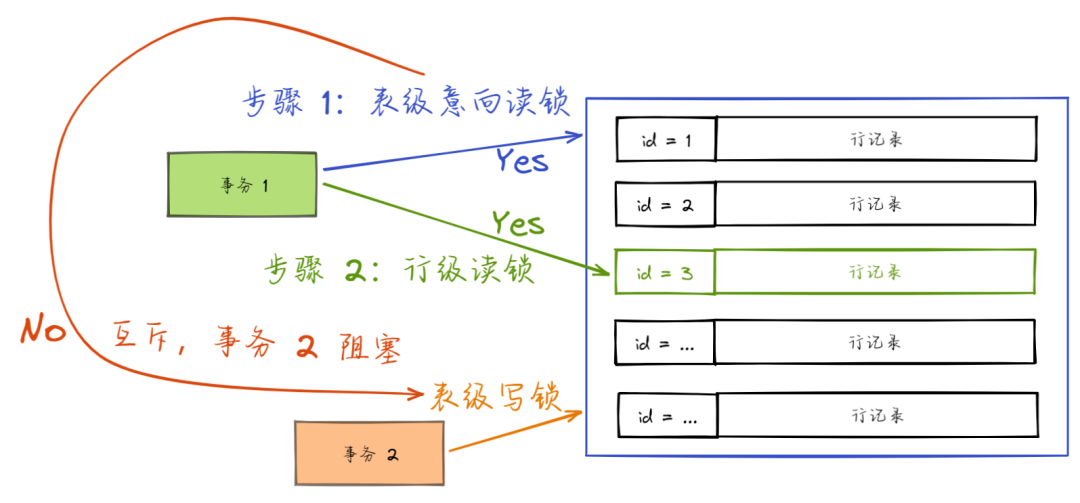 步骤 1：表级意向读锁
Yes
事务 1
Yes
步骤 2：行级读锁
No 互斥，事务 2 阻塞
表级写锁
事务 2
id = 1 行记录
id = 2 行记录
id = 3 行记录
id = ... 行记录
id = ... 行记录